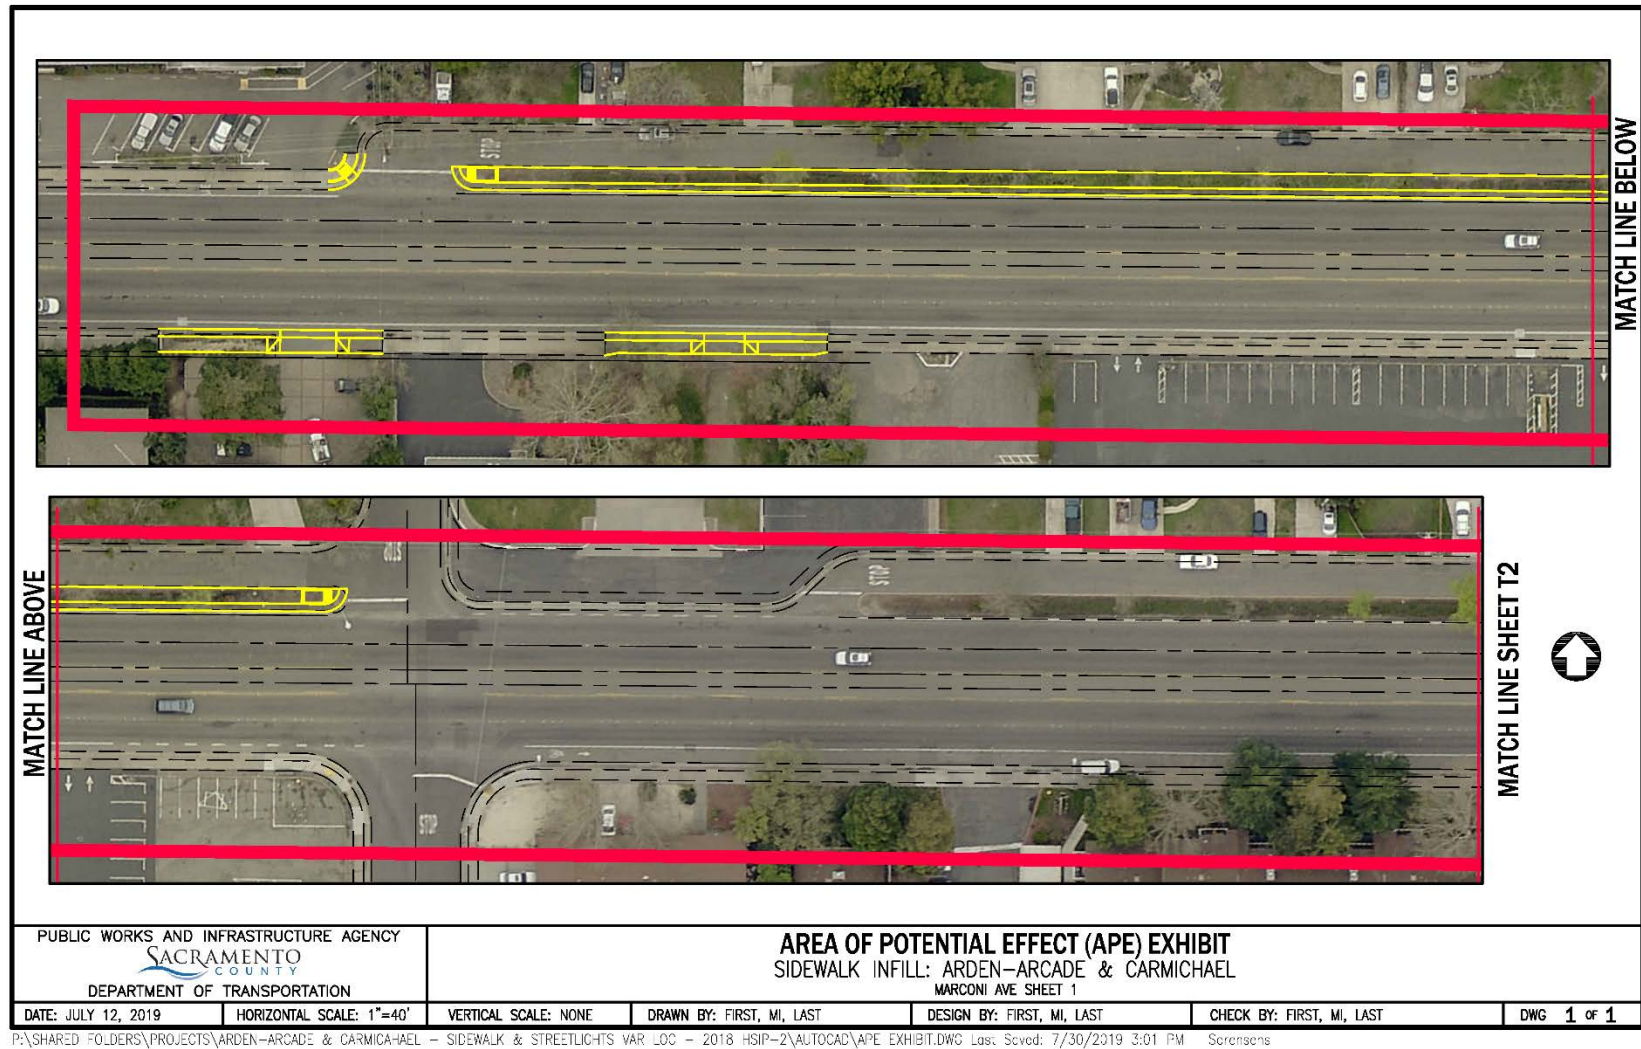 STOP
MATCH LINE BELOW
MATCH LINE ABOVE
STOP
STOP
STOP
MATCH LINE SHEET T2
PUBLIC WORKS AND INFRASTRUCTURE AGENCY
SACRAMENTO
COUNTY
DEPARTMENT OF TRANSPORTATION
AREA OF POTENTIAL EFFECT (APE) EXHIBIT
SIDEWALK INFILL: ARDEN-ARCADE & CARMICHAEL
MARCONI AVE SHEET 1
DATE: JULY 12, 2019 HORIZONTAL SCALE: 1"=40' VERTICAL SCALE: NONE DRAWN BY: FIRST, MI, LAST DESIGN BY: FIRST, MI, LAST CHECK BY: FIRST, MI, LAST DWG 1 OF 1
P:\SHARED FOLDERS\PROJECTS\ARDEN-ARCADE & CARMICAHAEL - SIDEWALK & STREETLIGHTS VAR LOC - 2018 HSIP-2\AUTOCAD\APE EXHIBIT.DWG Last Saved: 7/30/2019 3:01 PM Sorensens